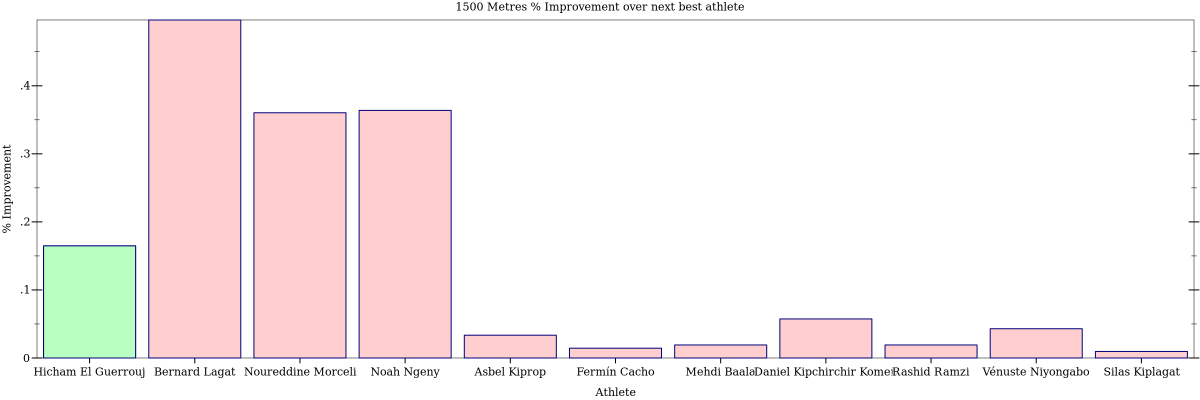 1500 Metres % Improvement over next best athlete
% Improvement
.4
.3
.2
.1
0
Hicham El Guerrouj Bernard Lagat Noureddine Morceli Noah Ngeny Asbel Kiprop Fermín Cacho Mehdi Baala Daniel Kipchirchir Komen Rashid Ramzi Vénuste Niyongabo Silas Kiplagat
Athlete